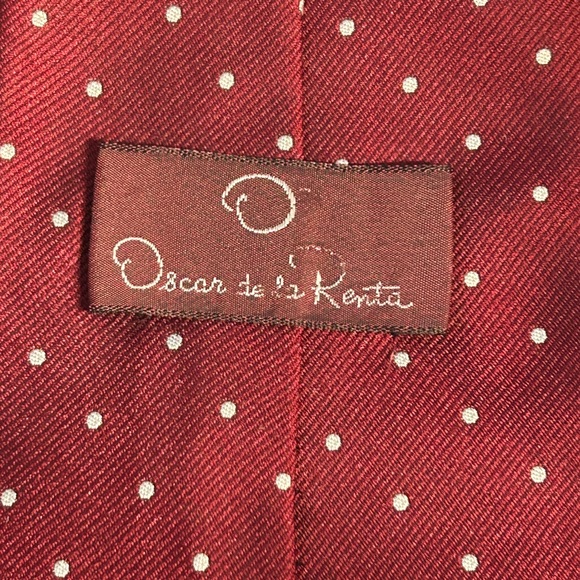 O
Oscar de la Renta